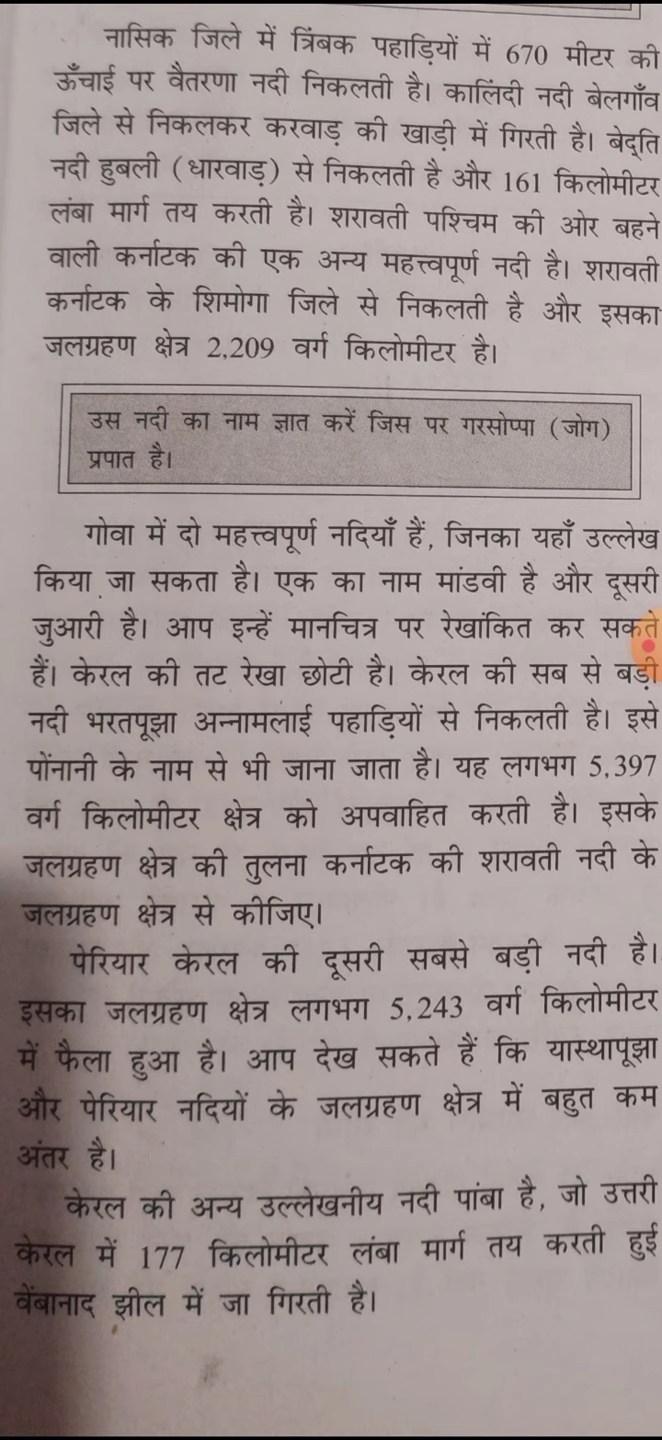 नासिक जिले में त्रिंबक पहाड़ियों में 670 मीटर की
ऊँचाई पर वैतरणा नदी निकलती है। कालिंदी नदी बेलगाँव
जिले से निकलकर करवाड़ की खाड़ी में गिरती है। बेद्ति
नदी हुबली (धारवाड़) से निकलती है और 161 किलोमीटर
लंबा मार्ग तय करती है। शरावती पश्चिम की ओर बहने
वाली कर्नाटक की एक अन्य महत्त्वपूर्ण नदी है। शरावती
कर्नाटक के शिमोगा जिले से निकलती है और इसका
जलग्रहण क्षेत्र 2,209 वर्ग किलोमीटर है।
उस नदी का नाम ज्ञात करें जिस पर गरसोप्पा (जोग)
प्रपात है।
गोवा में दो महत्त्वपूर्ण नदियाँ हैं, जिनका यहाँ उल्लेख
किया जा सकता है। एक का नाम मांडवी है और दूसरी
जुआरी है। आप इन्हें मानचित्र पर रेखांकित कर सकते
हैं। केरल की तट रेखा छोटी है। केरल की सब से बड़ी
नदी भरतपूझा अन्नामलाई पहाड़ियों से निकलती है। इसे
पोंनानी के नाम से भी जाना जाता है। यह लगभग 5,397
वर्ग किलोमीटर क्षेत्र को अपवाहित करती है। इसके
जलग्रहण क्षेत्र की तुलना कर्नाटक की शरावती नदी के
जलग्रहण क्षेत्र से कीजिए।
पेरियार केरल की दूसरी सबसे बड़ी नदी है।
इसका जलग्रहण क्षेत्र लगभग 5,243 वर्ग किलोमीटर
में फैला हुआ है। आप देख सकते हैं कि यास्थापूझा
और पेरियार नदियों के जलग्रहण क्षेत्र में बहुत कम
अंतर है।
केरल की अन्य उल्लेखनीय नदी पांबा है, जो उत्तरी
केरल में 177 किलोमीटर लंबा मार्ग तय करती हुई
वेंबानाद झील में जा गिरती है।